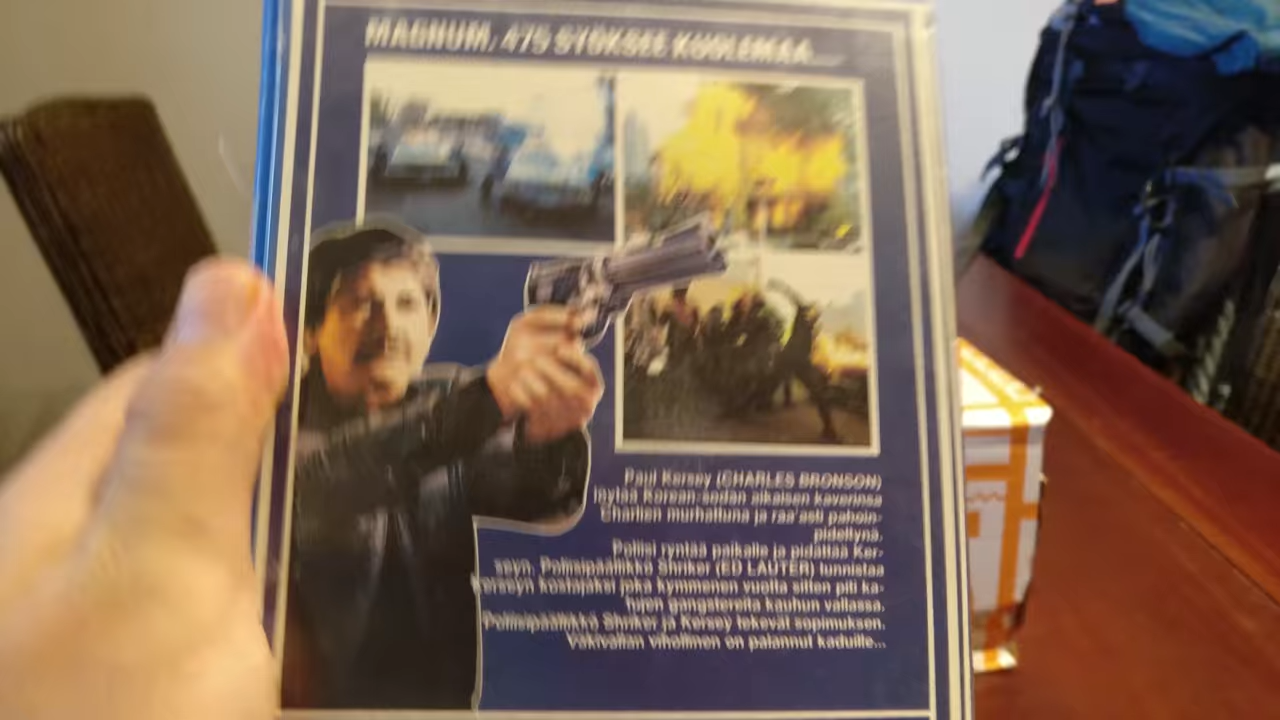 MAGNUM. 475 SYÖKSEE KUOLEMAA....
Paul Kersey (CHARLES BRONSON)
löytää Korean-sodan aikaisen kaverinsa
Charlien murhattuna ja raa'asti pahoin-
pideltynä.
Poliisi ryntää paikalle ja pidättää Ker-
seyn. Poliisipäällikkö Shriker (ED LAUTER) tunnistaa
Kerseyn kostajaksi joka kymmenen vuotta sitten piti ka-
tujen gangstereita kauhun vallassa.
Poliisipäällikkö Shriker ja Kersey tekevät sopimuksen.
Väkivallan vihollinen on palannut kaduille...